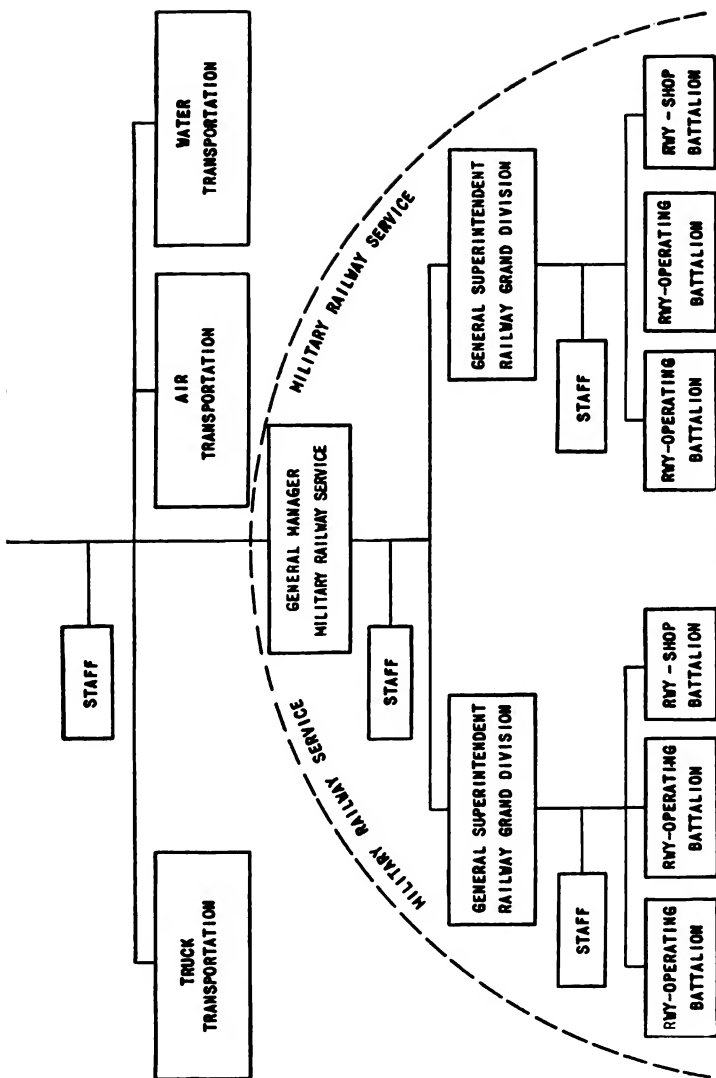 STAFF
TRUCK
TRANSPORTATION
AIR
TRANSPORTATION
WATER
TRANSPORTATION
MILITARY RAILWAY SERVICE
MILITARY RAILWAY SERVICE
GENERAL MANAGER
MILITARY RAILWAY SERVICE
STAFF
GENERAL SUPERINTENDENT
RAILWAY GRAND DIVISION
GENERAL SUPERINTENDENT
RAILWAY GRAND DIVISION
STAFF
STAFF
RWY-OPERATING
BATTALION
RWY-OPERATING
BATTALION
RWY-SHOP
BATTALION
RWY-OPERATING
BATTALION
RWY-OPERATING
BATTALION
RWY-SHOP
BATTALION